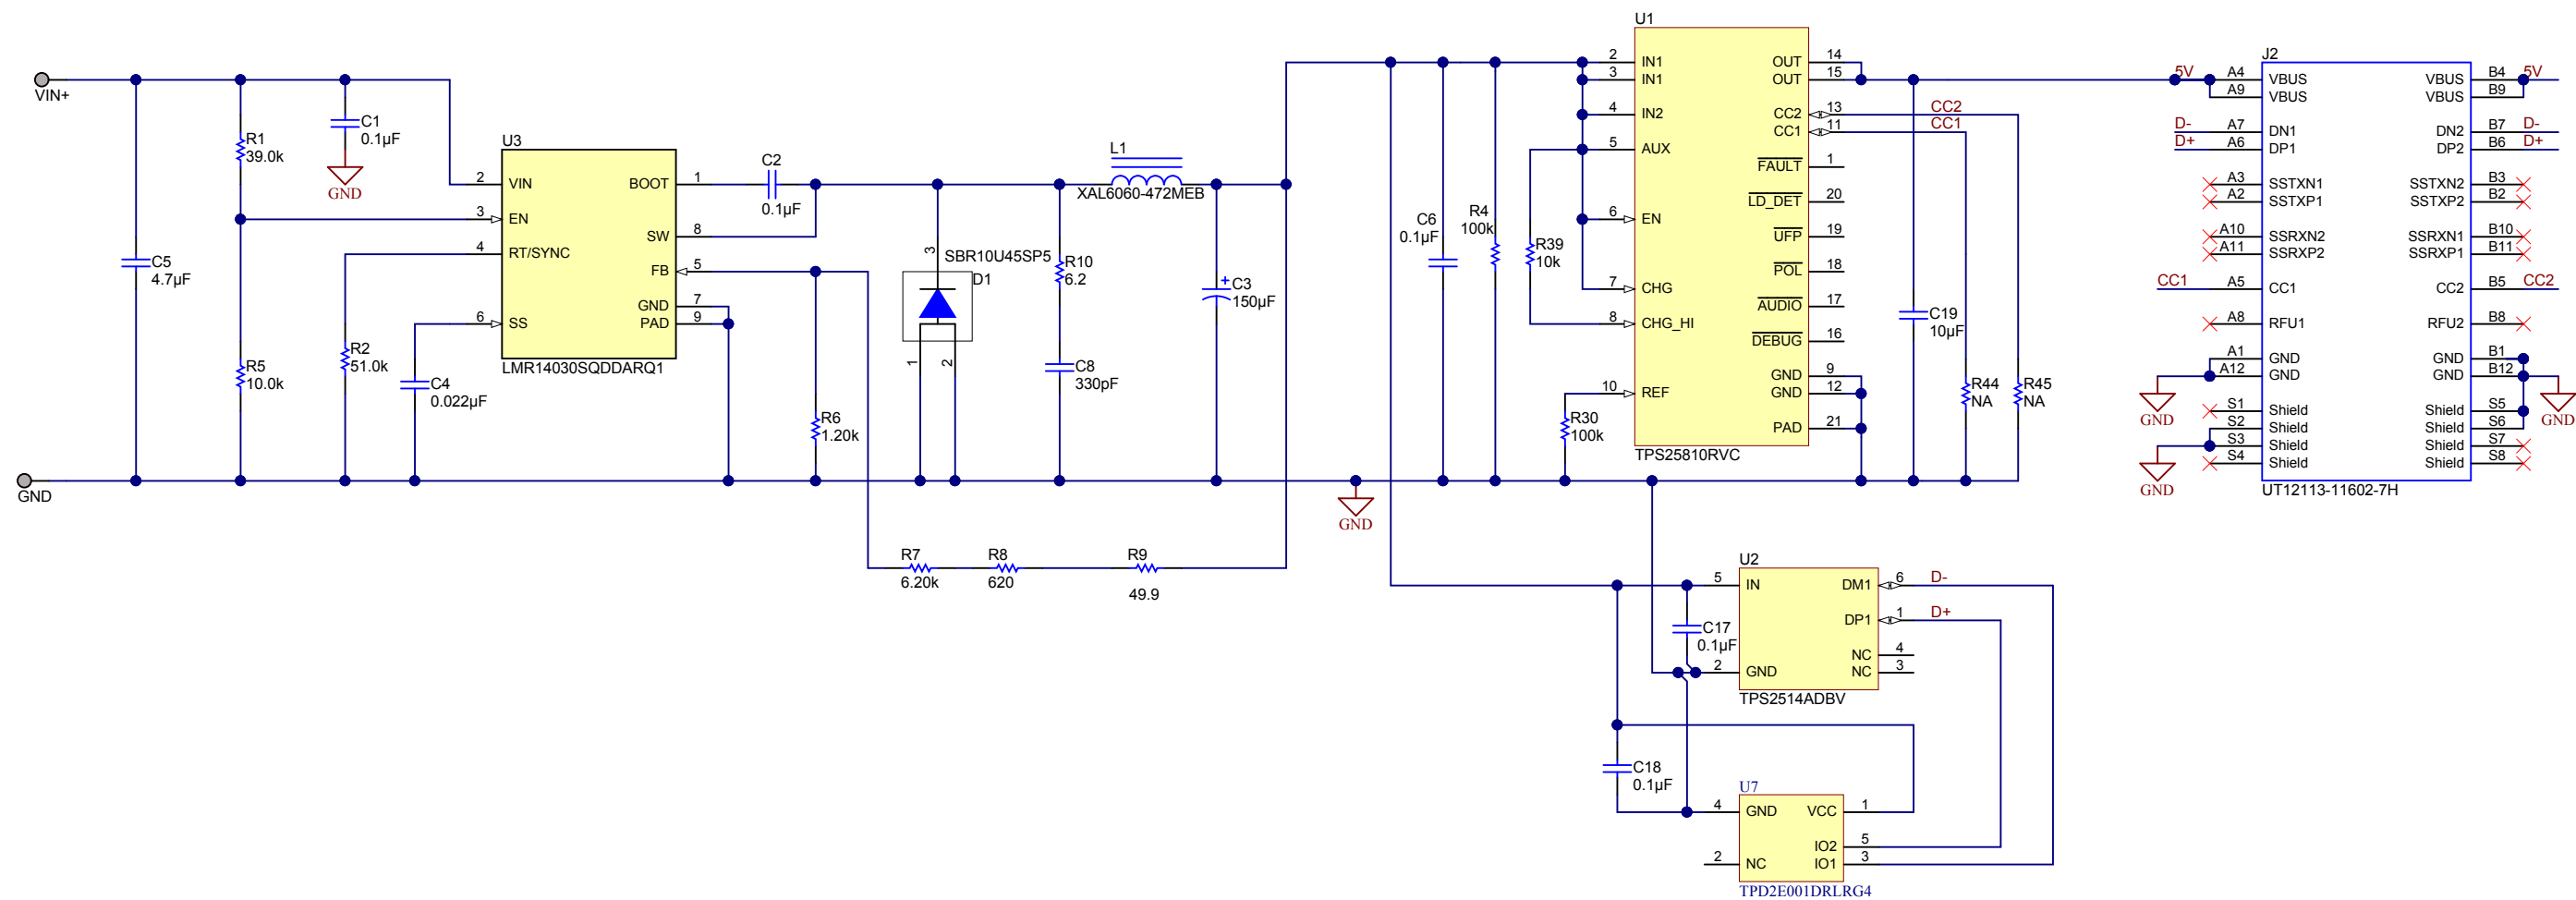 VIN+
GND
C5
4.7µF
R1
39.0k
R5
10.0k
C1
0.1µF
GND
R2
51.0k
C4
0.022µF
U3
2 VIN BOOT 1
3 EN
SW 8
4 RT/SYNC
FB 5
GND 7
6 SS PAD 9
LMR14030SQDDARQ1
C2
0.1µF
R6
1.20k
SBR10U45SP5
D1
3
1
2
R10
6.2
C8
330pF
L1
XAL6060-472MEB
C3
150µF
+
R7
6.20k
R8
620
R9
49.9
GND
C6
0.1µF
R4
100k
R39
10k
R30
100k
U1
2 IN1 OUT 14
3 IN1 OUT 15
4 IN2 CC2 13 CC2
CC1 11 CC1
5 AUX
FAULT 1
LD_DET 20
6 EN UFP 19
POL 18
7 CHG
AUDIO 17
8 CHG_HI
DEBUG 16
GND 9
10 REF GND 12
PAD 21
TPS25810RVC
C19
10µF
R44
NA
R45
NA
J2
5V A4 VBUS VBUS B4 5V
A9 VBUS VBUS B9
D- A7 DN1 DN2 B7 D-
D+ A6 DP1 DP2 B6 D+
A3 SSTXN1 SSTXN2 B3
A2 SSTXP1 SSTXP2 B2
A10 SSRXN2 SSRXN1 B10
A11 SSRXP2 SSRXP1 B11
CC1 A5 CC1 CC2 B5 CC2
A8 RFU1 RFU2 B8
A1 GND GND B1
A12 GND GND B12
GND
GND
S1 Shield Shield S5
S2 Shield Shield S6
S3 Shield Shield S7
S4 Shield Shield S8
GND
UT12113-11602-7H
U2
5 IN DM1 6 D-
DP1 1 D+
C17
0.1µF
NC 4
2 GND NC 3
TPS2514ADBV
C18
0.1µF
U7
4 GND VCC 1
IO2 5
2 NC IO1 3
TPD2E001DRLRG4